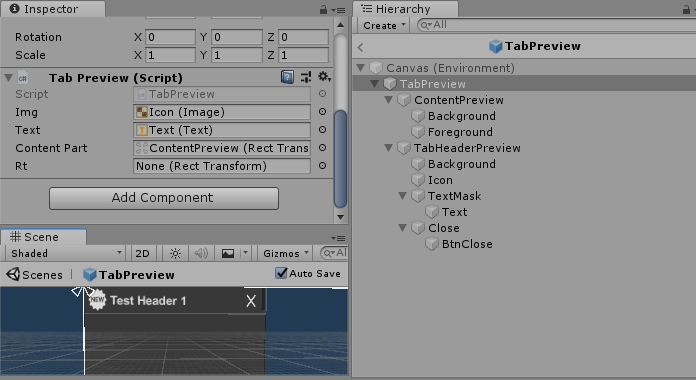 Inspector
Rotation X 0 Y 0 Z 0
Scale X 1 Y 1 Z 1
Tab Preview (Script)
Script TabPreview
Img Icon (Image)
Text Text (Text)
Content Part ContentPreview (Rect Trans
Rt None (Rect Transform)
Add Component
Scene
Shaded 2D Gizmos All
Scenes TabPreview Auto Save
NEW Test Header 1 X
Hierarchy
Create All
TabPreview
Canvas (Environment)
TabPreview
ContentPreview
Background
Foreground
TabHeaderPreview
Background
Icon
TextMask
Text
Close
BtnClose